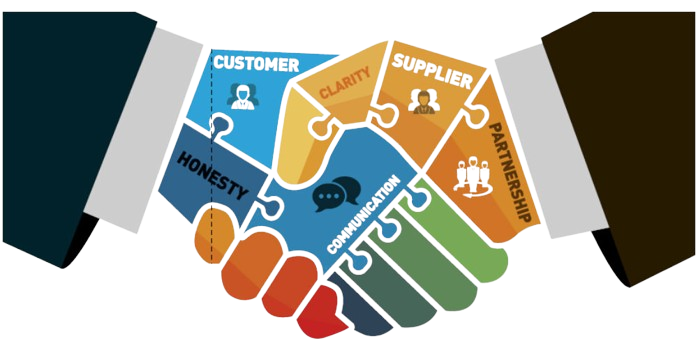 CUSTOMER
CLARITY
SUPPLIER
HONESTY
PARTNERSHIP
COMMUNICATION